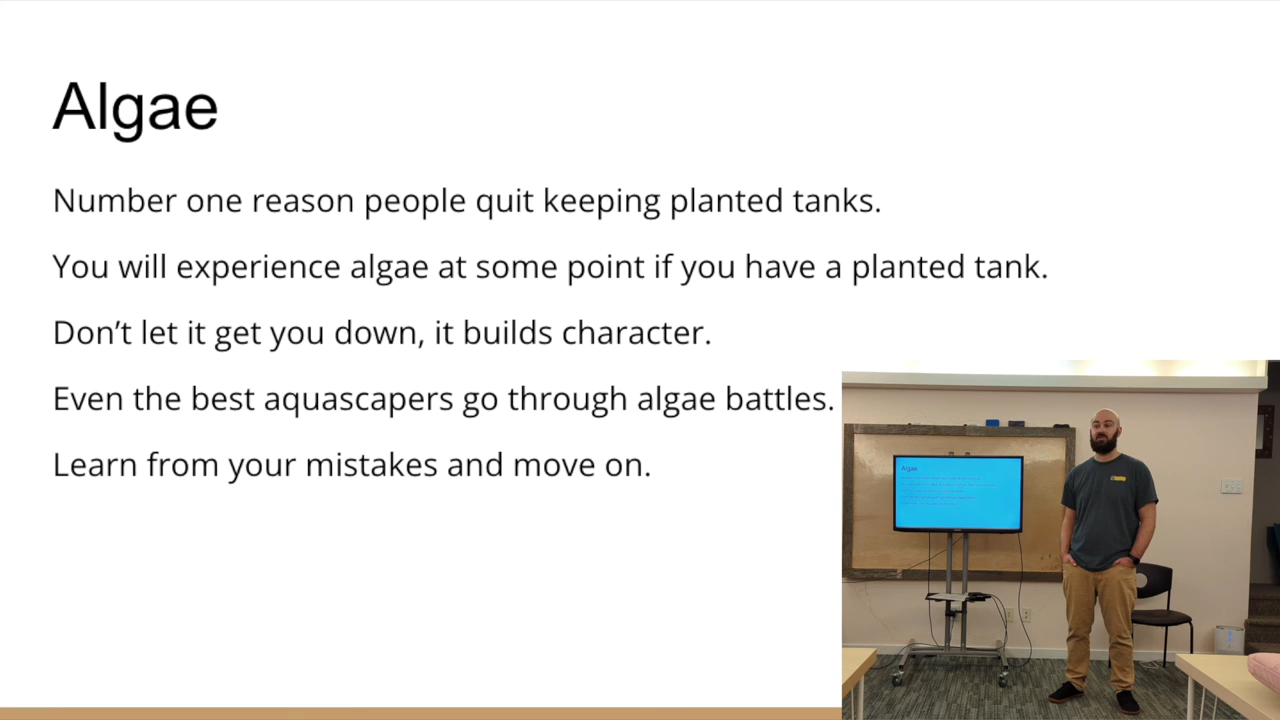 Algae
Number one reason people quit keeping planted tanks.
You will experience algae at some point if you have a planted tank.
Don’t let it get you down, it builds character.
Even the best aquascapers go through algae battles.
Learn from your mistakes and move on.
Algae